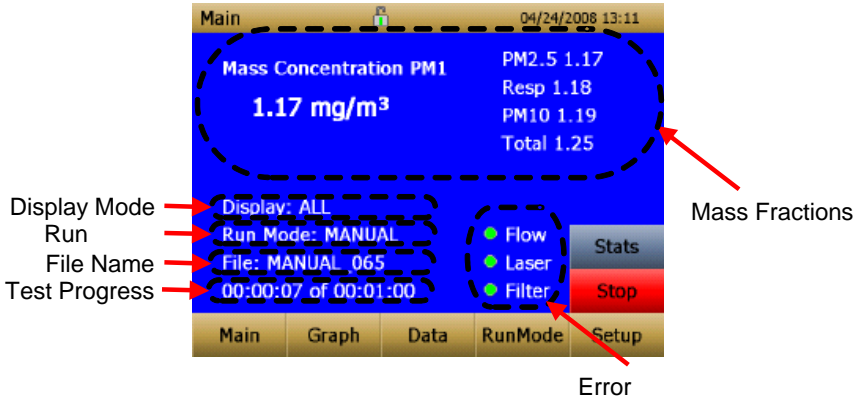 Main 04/24/2008 13:11
Mass Concentration PM1
1.17 mg/m³
PM2.5 1.17
Resp 1.18
PM10 1.19
Total 1.25
Display: ALL
Run Mode: MANUAL
File: MANUAL_065
00:00:07 of 00:01:00
Flow
Laser
Filter
Stats
Stop
Main Graph Data RunMode Setup
Display Mode
Run
File Name
Test Progress
Mass Fractions
Error